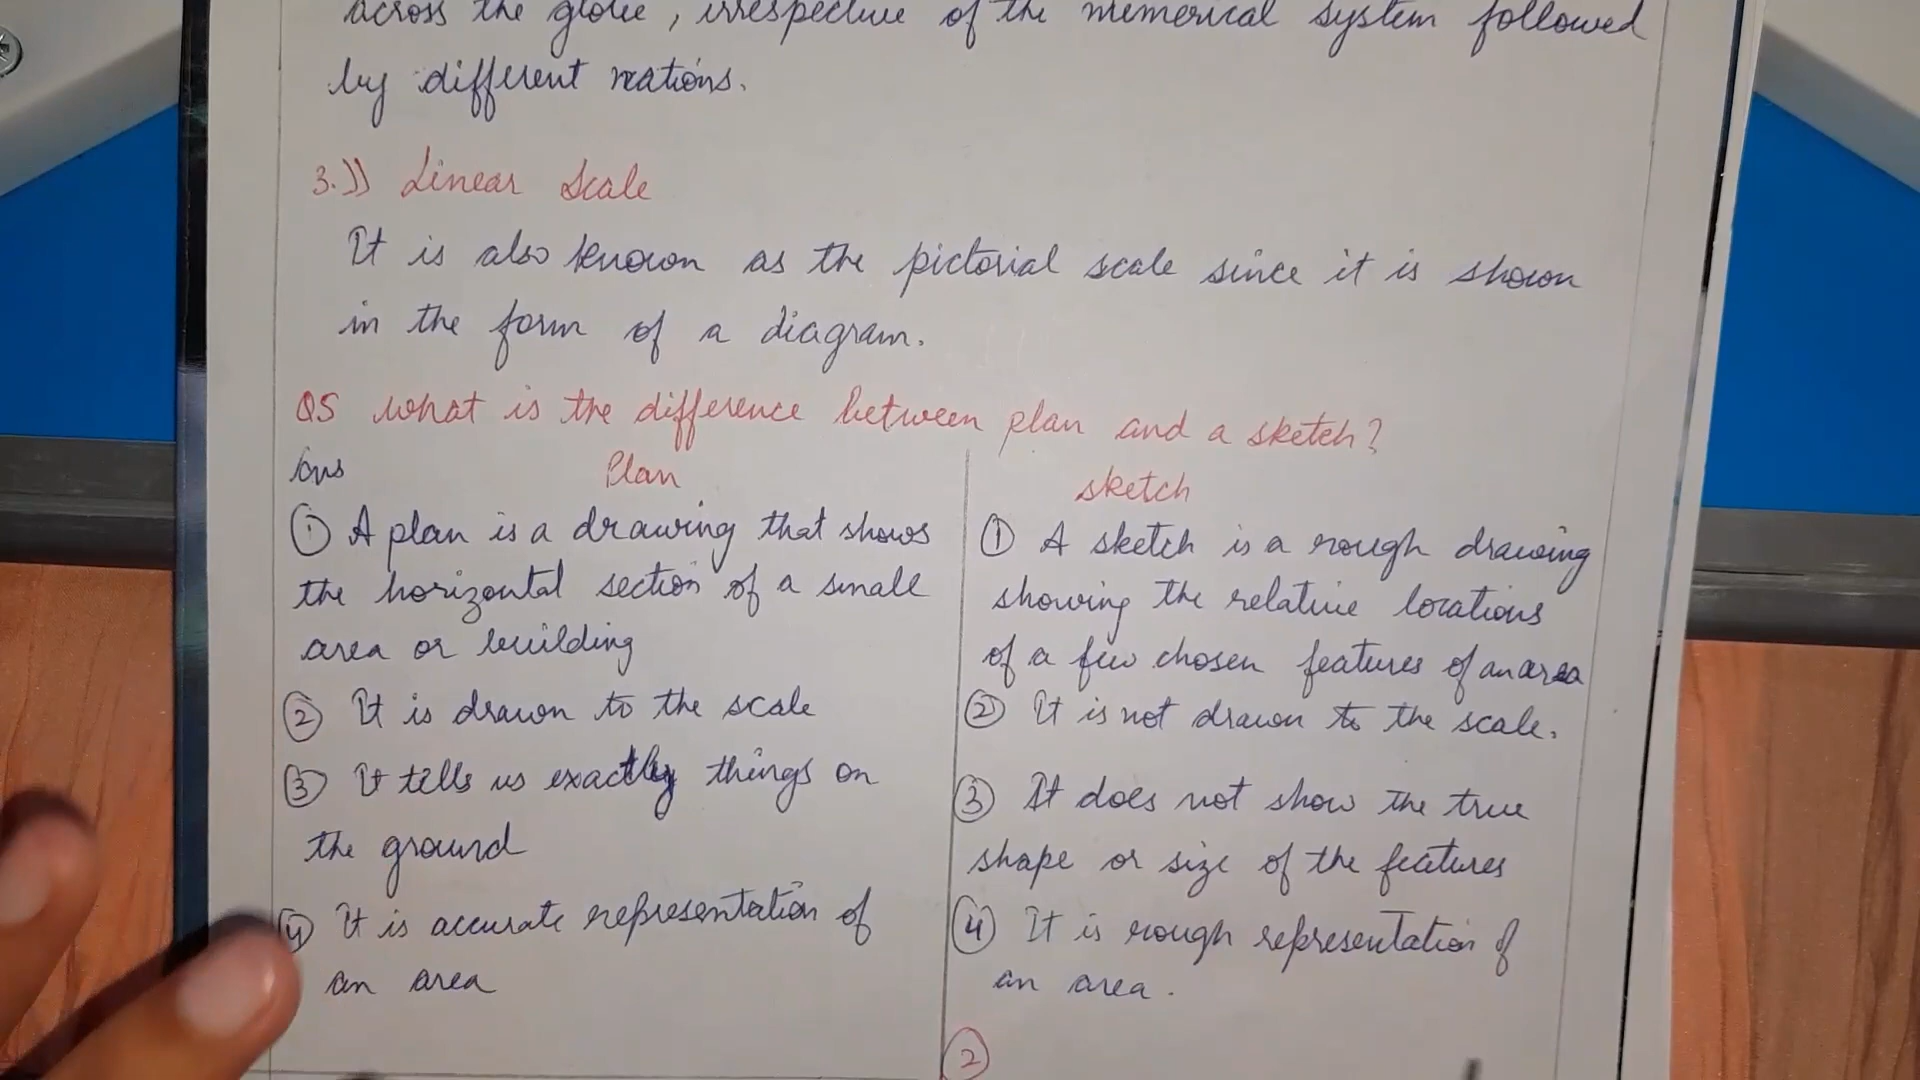 across the globe, irrespective of the numerical system followed
by different nations.
3.)) Linear Scale
It is also known as the pictorial scale since it is shown
in the form of a diagram.
Q5 What is the difference between plan and a sketch?
Ans
Plan
① A plan is a drawing that shows
the horizontal section of a small
area or building
② It is drawn to the scale
③ It tells us exactly things on
the ground
④ It is accurate representation of
an area
sketch
① A sketch is a rough drawing
showing the relative locations
of a few chosen features of an area
② It is not drawn to the scale.
③ It does not show the true
shape or size of the features
④ It is rough representation of
an area.
②